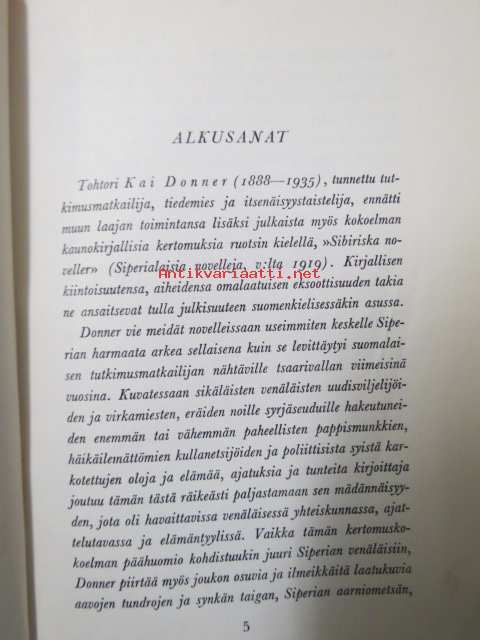 ALKUSANAT
Tohtori Kai Donner (1888—1935), tunnettu tut-
kimusmatkailija, tiedemies ja itsenäisyystaistelija, ennätti
muun laajan toimintansa lisäksi julkaista myös kokoelman
kaunokirjallisia kertomuksia ruotsin kielellä, »Sibiriska no-
veller» (Siperialaisia novelleja, v:lta 1919). Kirjallisen
Antikvariaatti.net
kiintoisuutensa, aiheidensa omalaatuisen eksoottisuuden takia
ne ansaitsevat tulla julkisuuteen suomenkielisessäkin asussa.
Donner vie meidät novelleissaan useimmiten keskelle Sipe-
rian harmaata arkea sellaisena kuin se levittäytyi suomalai-
sen tutkimusmatkailijan nähtäville tsaarivallan viimeisinä
vuosina. Kuvatessaan sikäläisten venäläisten uudisviljelijöi-
den ja virkamiesten, eräiden noille syrjäseuduille hakeutunei-
den enemmän tai vähemmän paheellisten pappismunkkien,
häikäilemättömien kullanetsijöiden ja poliittisista syistä kar-
kotettujen oloja ja elämää, ajatuksia ja tunteita kirjoittaja
joutuu tämän tästä räikeästi paljastamaan sen mädännäisyy-
den, jota oli havaittavissa venäläisessä yhteiskunnassa, ajat-
telutavassa ja elämäntyylissä. Vaikka tämän kertomusko-
koelman päähuomio kohdistuukin juuri Siperian venäläisiin,
Donner piirtää myös joukon osuvia ja ilmeikkäitä laatukuvia
aavojen tundrojen ja synkän taigan, Siperian aarniometsän,
5